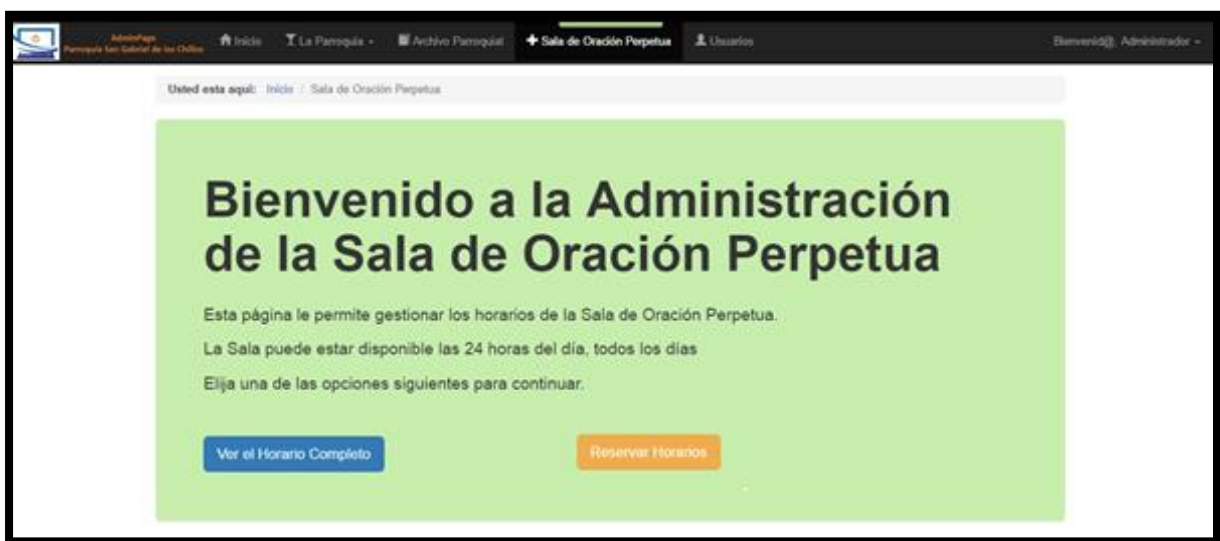 AdminPage
Parroquia San Gabriel de los Chillos
Inicio La Parroquia Archivo Parroquial Sala de Oración Perpetua Usuarios Bienvenid@, Administrador
Usted esta aquí: Inicio / Sala de Oración Perpetua
Bienvenido a la Administración
de la Sala de Oración Perpetua
Esta página le permite gestionar los horarios de la Sala de Oración Perpetua.
La Sala puede estar disponible las 24 horas del día, todos los días
Elija una de las opciones siguientes para continuar.
Ver el Horario Completo Reservar Horarios